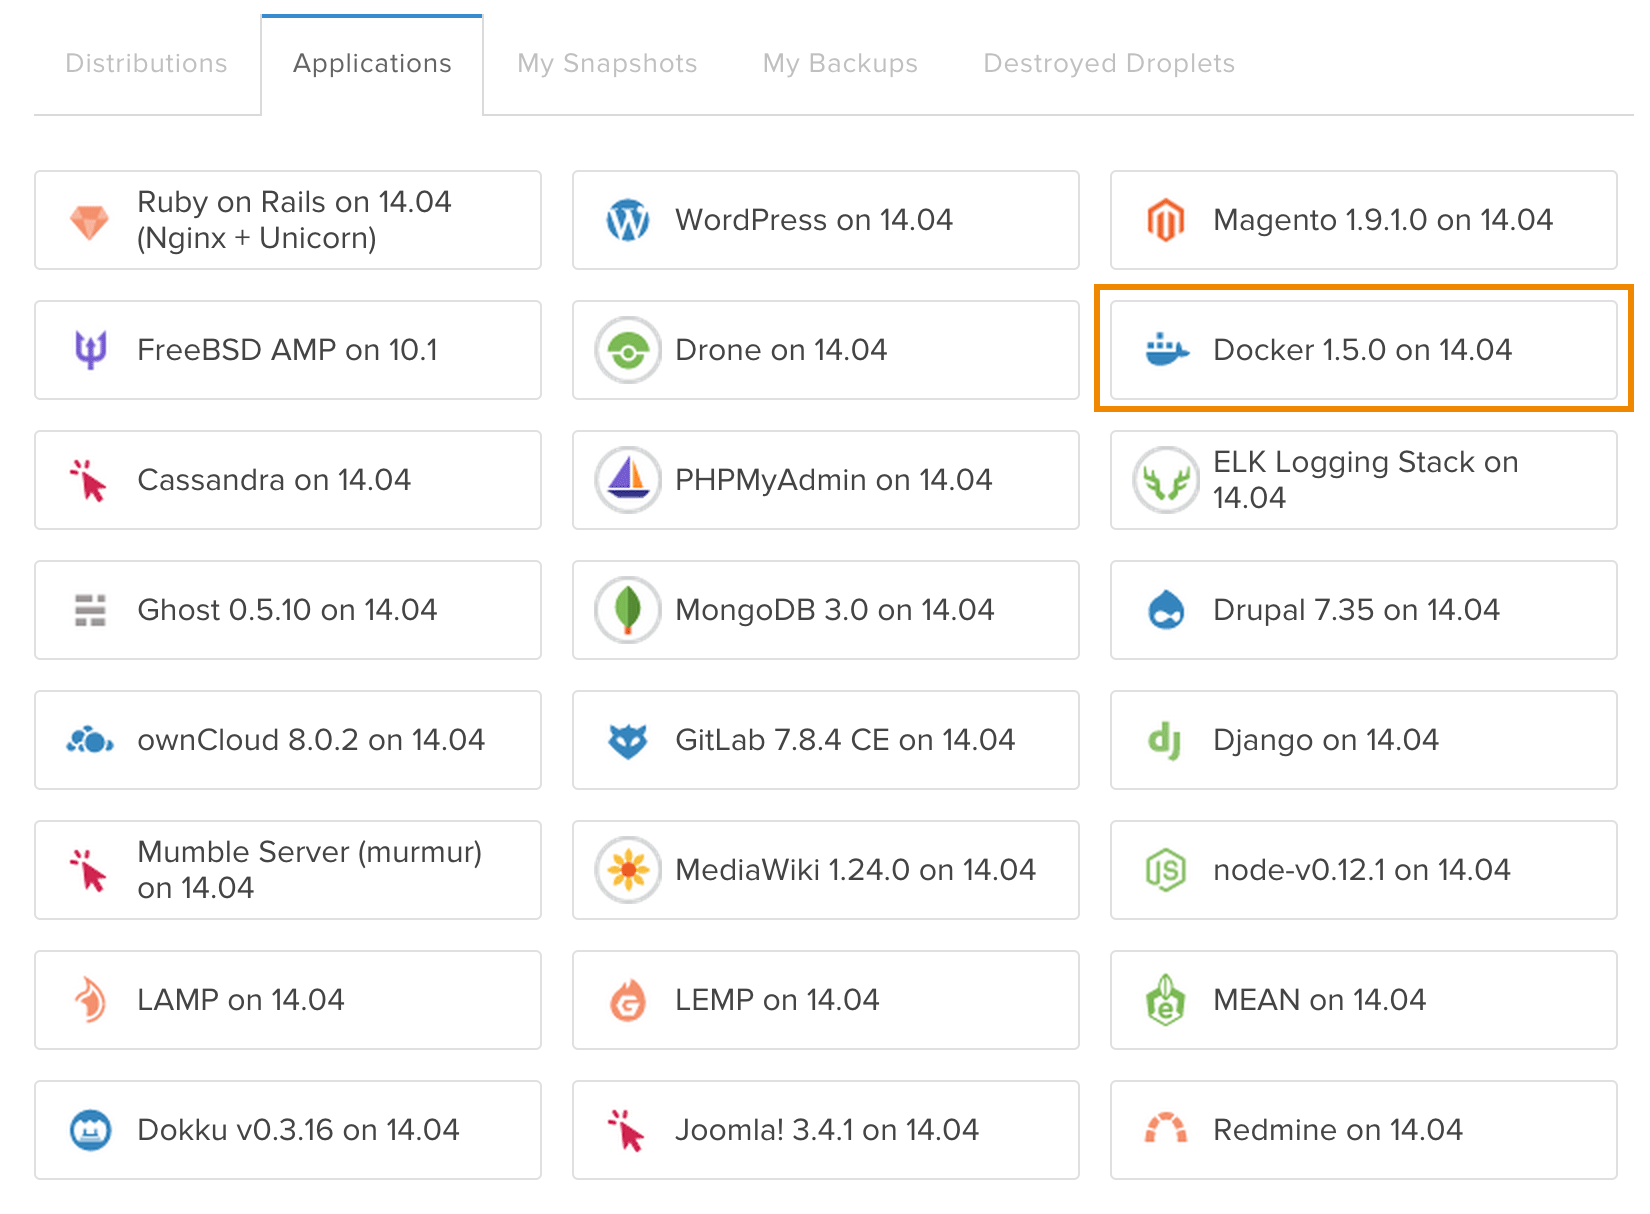 Distributions
Applications
My Snapshots
My Backups
Destroyed Droplets
Ruby on Rails on 14.04
(Nginx + Unicorn)
WordPress on 14.04
Magento 1.9.1.0 on 14.04
FreeBSD AMP on 10.1
Drone on 14.04
Docker 1.5.0 on 14.04
Cassandra on 14.04
PHPMyAdmin on 14.04
ELK Logging Stack on
14.04
Ghost 0.5.10 on 14.04
MongoDB 3.0 on 14.04
Drupal 7.35 on 14.04
ownCloud 8.0.2 on 14.04
GitLab 7.8.4 CE on 14.04
Django on 14.04
Mumble Server (murmur)
on 14.04
MediaWiki 1.24.0 on 14.04
node-v0.12.1 on 14.04
LAMP on 14.04
LEMP on 14.04
MEAN on 14.04
Dokku v0.3.16 on 14.04
Joomla! 3.4.1 on 14.04
Redmine on 14.04